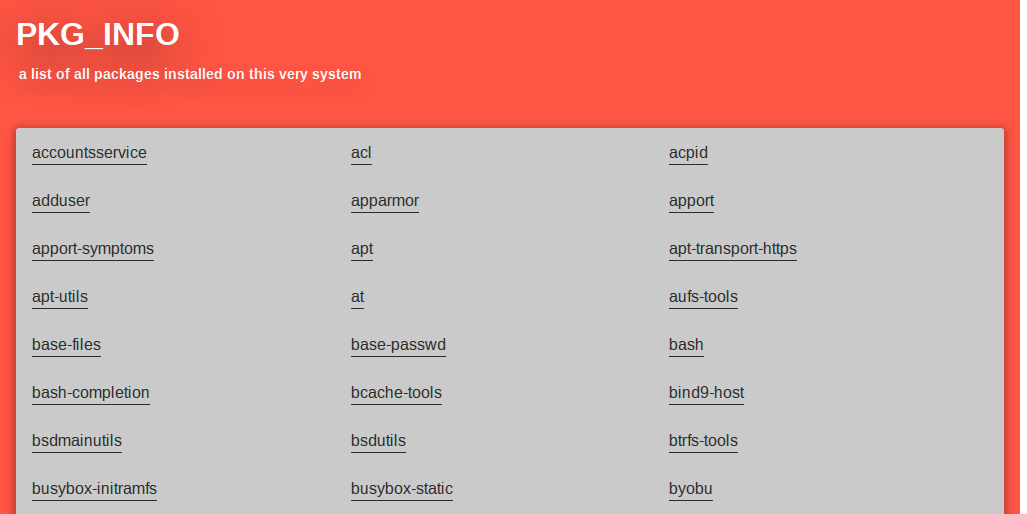 PKG_INFO
a list of all packages installed on this very system
accountsservice acl acpid
adduser apparmor apport
apport-symptoms apt apt-transport-https
apt-utils at aufs-tools
base-files base-passwd bash
bash-completion bcache-tools bind9-host
bsdmainutils bsdutils btrfs-tools
busybox-initramfs busybox-static byobu